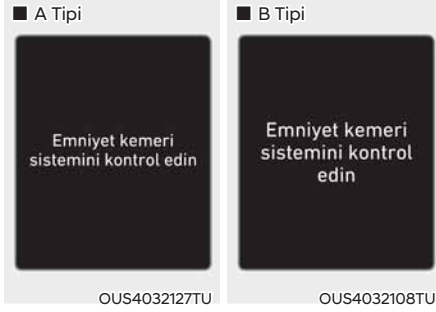 ■ A Tipi
Emniyet kemeri
sistemini kontrol edin
OUS4032127TU
■ B Tipi
Emniyet kemeri
sistemini kontrol
edin
OUS4032108TU